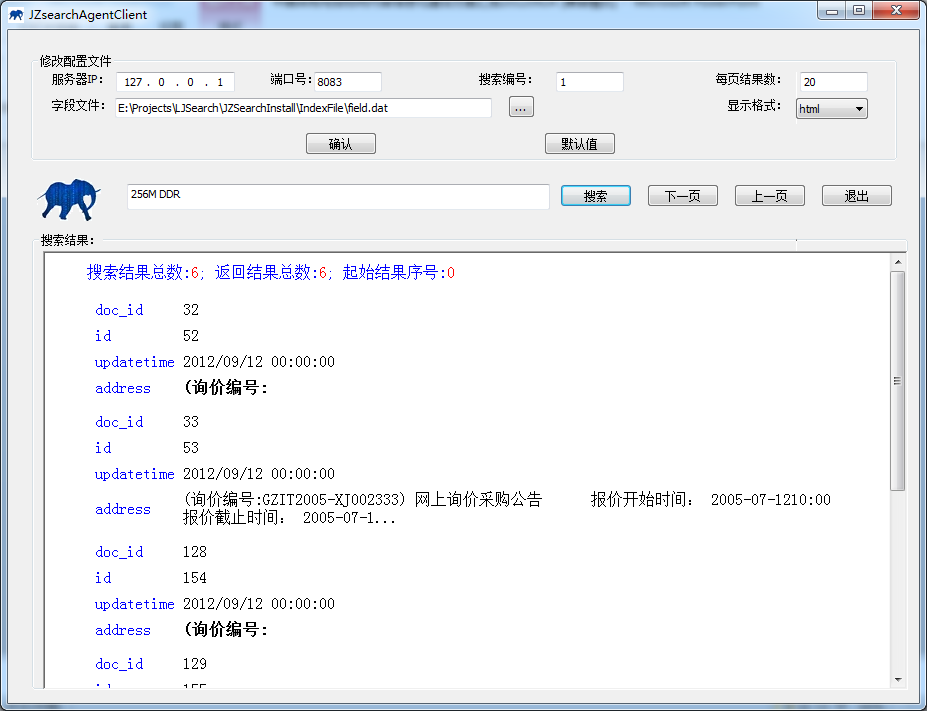 JZsearchAgentClient
修改配置文件
服务器IP: 127 . 0 . 0 . 1 端口号: 8083 搜索编号: 1 每页结果数: 20
字段文件: E:\Projects\LJSearch\JZSearchInstall\IndexFile\field.dat ... 显示格式: html
确认 默认值
256M DDR 搜索 下一页 上一页 退出
搜索结果:
搜索结果总数:6; 返回结果总数:6; 起始结果序号:0
doc_id 32
id 52
updatetime 2012/09/12 00:00:00
address (询价编号:
doc_id 33
id 53
updatetime 2012/09/12 00:00:00
address (询价编号:GZIT2005-XJ002333) 网上询价采购公告 报价开始时间: 2005-07-1210:00
报价截止时间: 2005-07-1...
doc_id 128
id 154
updatetime 2012/09/12 00:00:00
address (询价编号:
doc_id 129